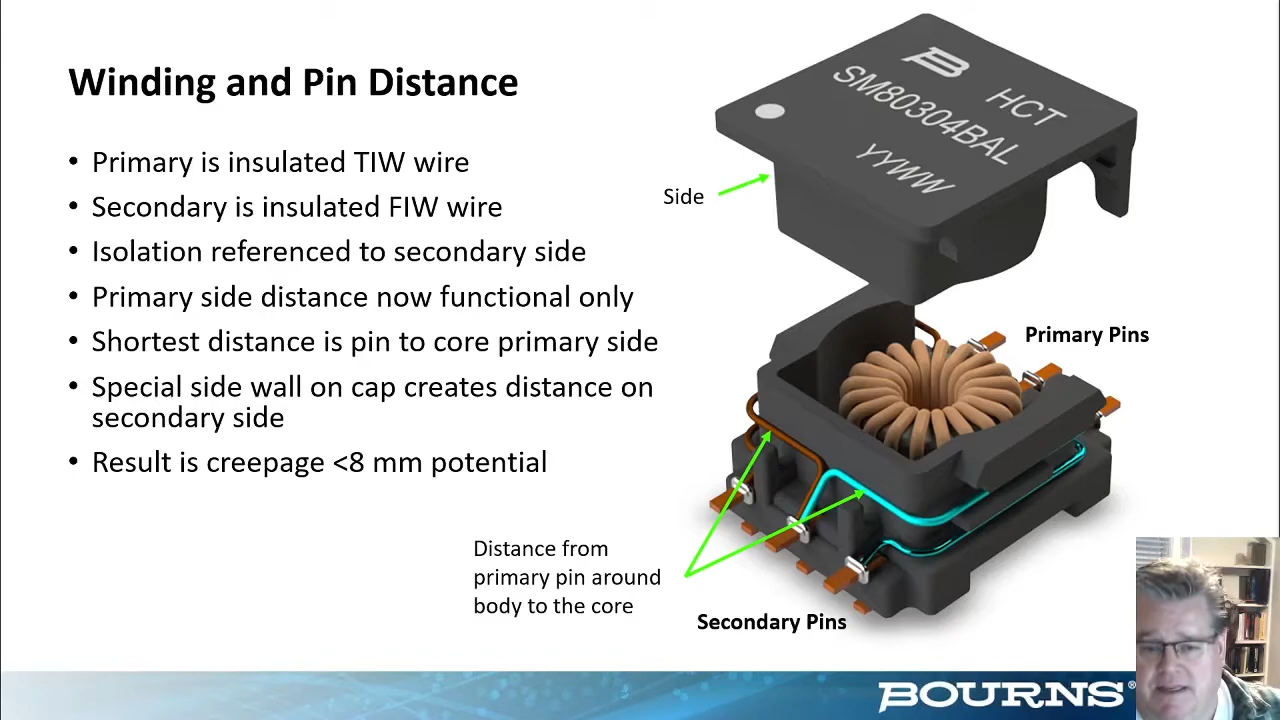 Winding and Pin Distance
• Primary is insulated TIW wire
• Secondary is insulated FIW wire
• Isolation referenced to secondary side
• Primary side distance now functional only
• Shortest distance is pin to core primary side
• Special side wall on cap creates distance on
secondary side
• Result is creepage <8 mm potential
B HCT
SM80304BAL
YYWW
Side
Primary Pins
Distance from
primary pin around
body to the core
Secondary Pins
BOURNS®